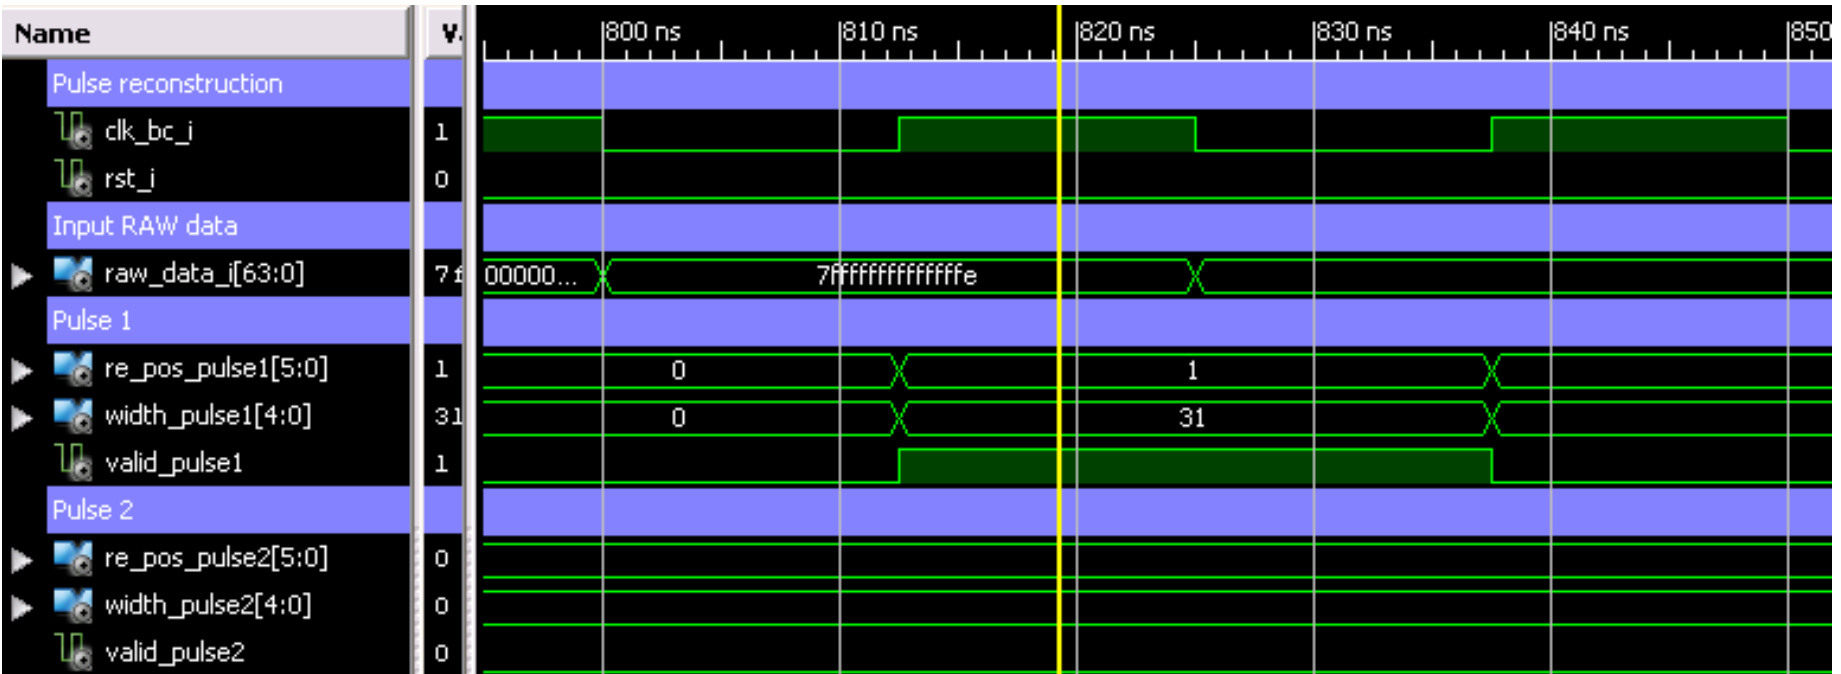 Name V. 800 ns 810 ns 820 ns 830 ns 840 ns 850
Pulse reconstruction
clk_bc_i 1
rst_i 0
Input RAW data
raw_data_i[63:0] 7f 00000... 7ffffffffffffffe
Pulse 1
re_pos_pulse1[5:0] 1 0 1
width_pulse1[4:0] 31 0 31
valid_pulse1 1
Pulse 2
re_pos_pulse2[5:0] 0
width_pulse2[4:0] 0
valid_pulse2 0